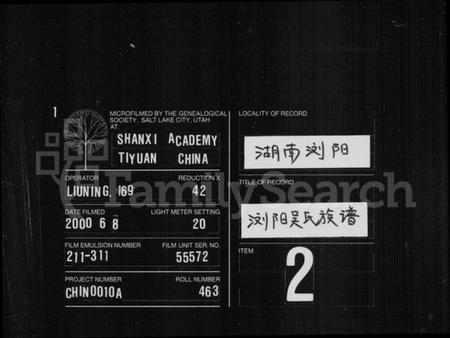 1
MICROFILMED BY THE GENEALOGICAL
SOCIETY, SALT LAKE CITY, UTAH
AT:
SHANXI ACADEMY
TIYUAN CHINA
OPERATOR REDUCTION X
LIUNING, 169 42
DATE FILMED LIGHT METER SETTING
2000 6 8 20
FILM EMULSION NUMBER FILM UNIT SER. NO.
211-311 55572
PROJECT NUMBER ROLL NUMBER
CHN0010A 463
LOCALITY OF RECORD
湖南浏阳
TITLE OF RECORD
浏阳吴氏族谱
ITEM
2
FamilySearch